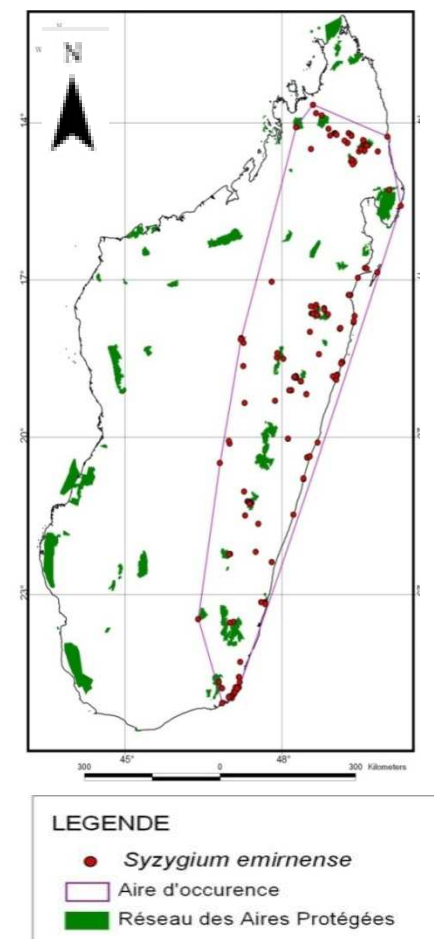 N
14°
17
20
23°
45°
48°
300 0 300 Kilometers
LEGENDE
Syzygium emirnense
Aire d'occurence
Réseau des Aires Protégées